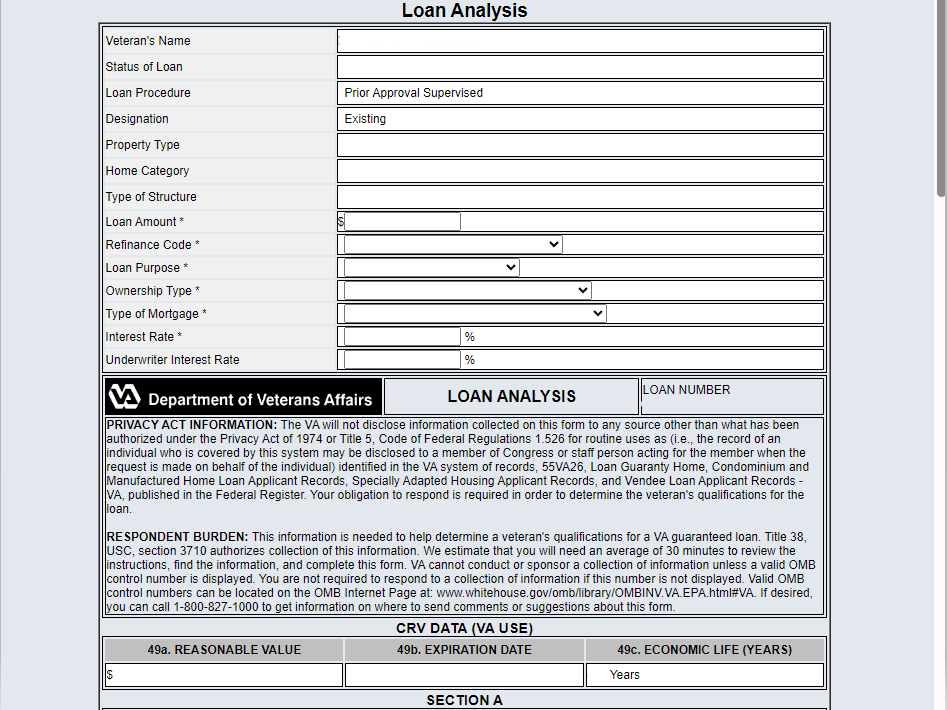 Loan Analysis
Veteran's Name
Status of Loan
Loan Procedure Prior Approval Supervised
Designation Existing
Property Type
Home Category
Type of Structure
Loan Amount * $
Refinance Code *
Loan Purpose *
Ownership Type *
Type of Mortgage *
Interest Rate * %
Underwriter Interest Rate %
VA Department of Veterans Affairs LOAN ANALYSIS LOAN NUMBER
PRIVACY ACT INFORMATION: The VA will not disclose information collected on this form to any source other than what has been
authorized under the Privacy Act of 1974 or Title 5, Code of Federal Regulations 1.526 for routine uses as (i.e., the record of an
individual who is covered by this system may be disclosed to a member of Congress or staff person acting for the member when the
request is made on behalf of the individual) identified in the VA system of records, 55VA26, Loan Guaranty Home, Condominium and
Manufactured Home Loan Applicant Records, Specially Adapted Housing Applicant Records, and Vendee Loan Applicant Records -
VA, published in the Federal Register. Your obligation to respond is required in order to determine the veteran's qualifications for the
loan.
RESPONDENT BURDEN: This information is needed to help determine a veteran's qualifications for a VA guaranteed loan. Title 38,
USC, section 3710 authorizes collection of this information. We estimate that you will need an average of 30 minutes to review the
instructions, find the information, and complete this form. VA cannot conduct or sponsor a collection of information unless a valid OMB
control number is displayed. You are not required to respond to a collection of information if this number is not displayed. Valid OMB
control numbers can be located on the OMB Internet Page at: www.whitehouse.gov/omb/library/OMBINV.VA.EPA.html#VA. If desired,
you can call 1-800-827-1000 to get information on where to send comments or suggestions about this form.
CRV DATA (VA USE)
49a. REASONABLE VALUE 49b. EXPIRATION DATE 49c. ECONOMIC LIFE (YEARS)
$ Years
SECTION A